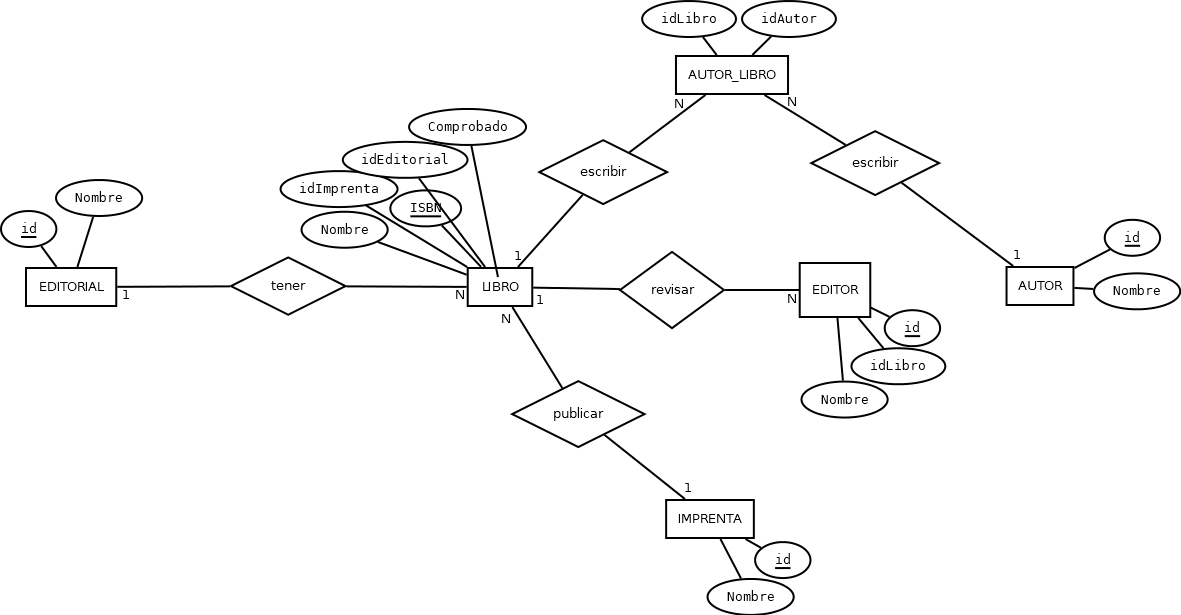 idLibro
idAutor
AUTOR_LIBRO
N
N
Comprobado
idEditorial
idImprenta
ISBN
Nombre
escribir
escribir
Nombre
id
1
1
id
Nombre
EDITORIAL
1
tener
N
LIBRO
1
revisar
N
EDITOR
AUTOR
id
idLibro
Nombre
N
publicar
1
IMPRENTA
id
Nombre